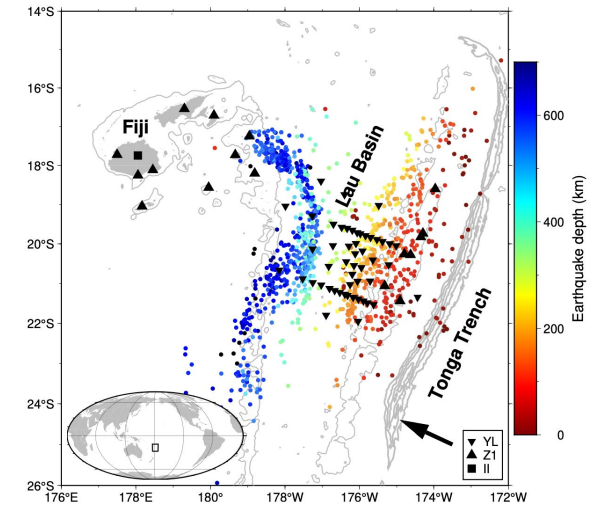 14°S
16°S
18°S
20°S
22°S
24°S
26°S
176°E
178°E
180°
178°W
176°W
174°W
172°W
Fiji
Lau Basin
Tonga Trench
YL
Z1
II
600
400
200
0
Earthquake depth (km)